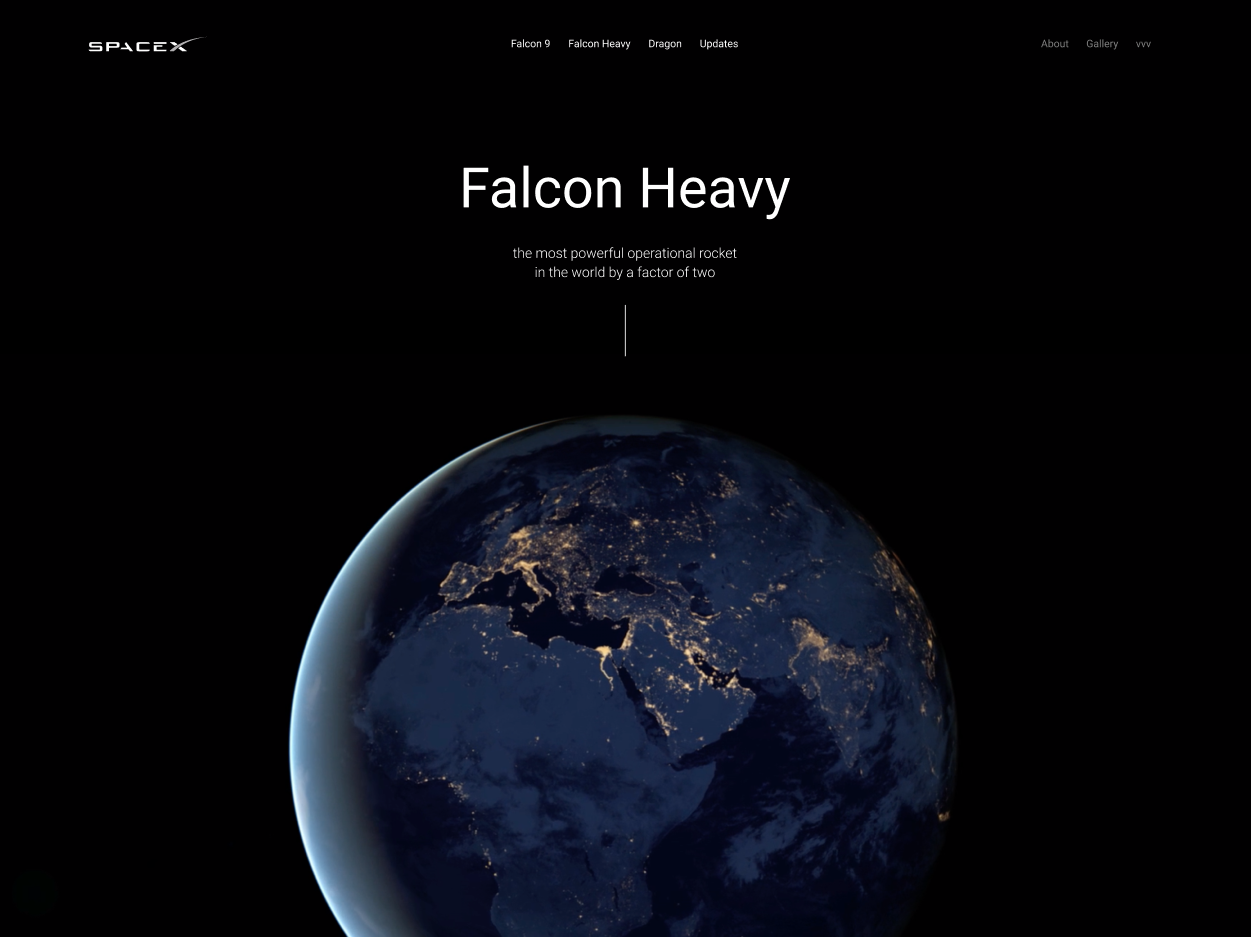 SPACEX
Falcon 9 Falcon Heavy Dragon Updates
About Gallery vvv
Falcon Heavy
the most powerful operational rocket
in the world by a factor of two